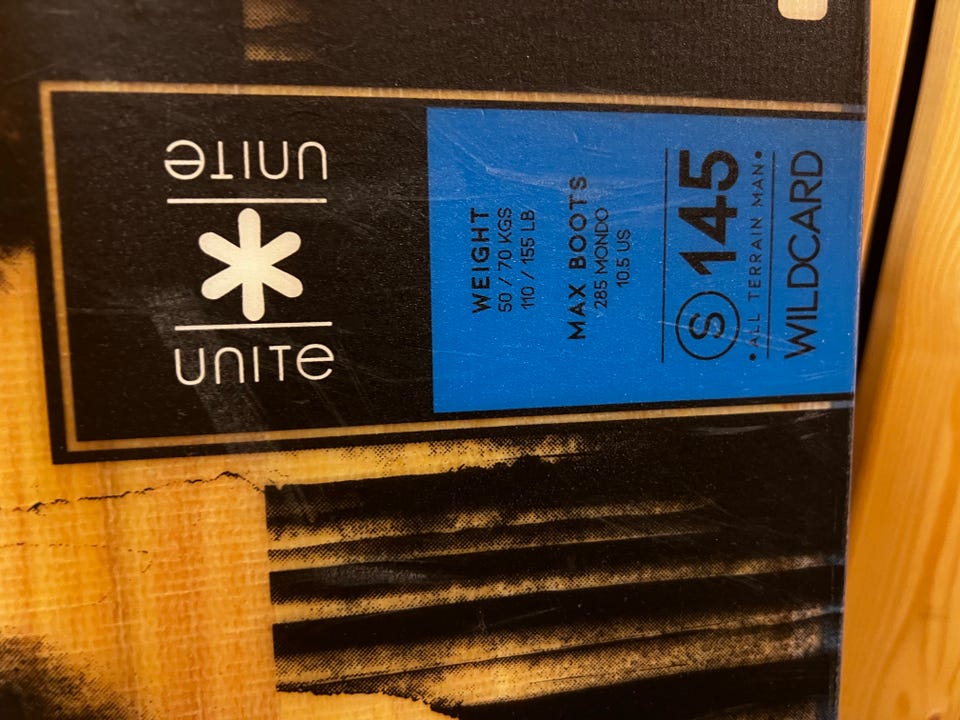 unite
unite
WEIGHT
50 / 70 KGS
110 / 155 LB
MAX BOOTS
285 MONDO
10.5 US
S 145
• ALL TERRAIN MAN •
WILDCARD